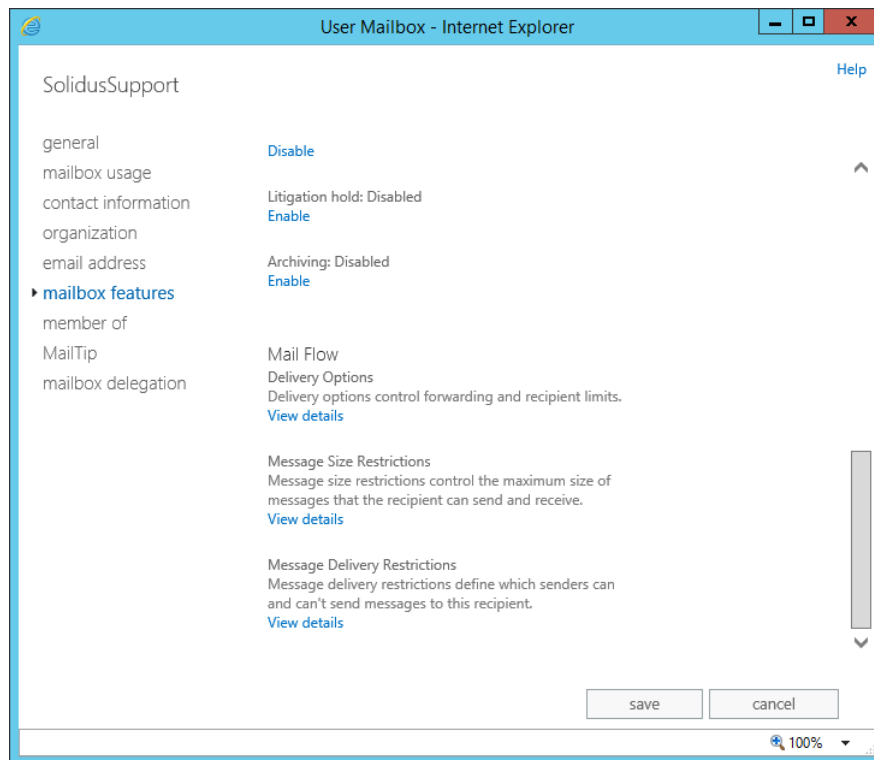 User Mailbox - Internet Explorer
Help
SolidusSupport
general
mailbox usage
contact information
organization
email address
mailbox features
member of
MailTip
mailbox delegation
Disable
Litigation hold: Disabled
Enable
Archiving: Disabled
Enable
Mail Flow
Delivery Options
Delivery options control forwarding and recipient limits.
View details
Message Size Restrictions
Message size restrictions control the maximum size of
messages that the recipient can send and receive.
View details
Message Delivery Restrictions
Message delivery restrictions define which senders can
and can't send messages to this recipient.
View details
save
cancel
100%